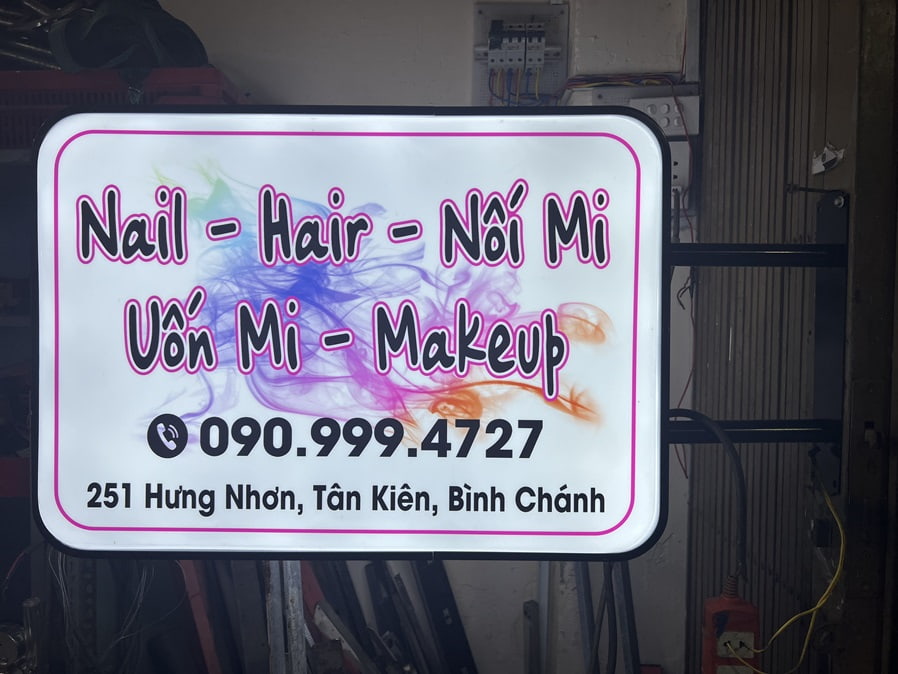 Nail - Hair - Nối Mi
Uốn Mi - Makeup
090.999.4727
251 Hưng Nhơn, Tân Kiên, Bình Chánh